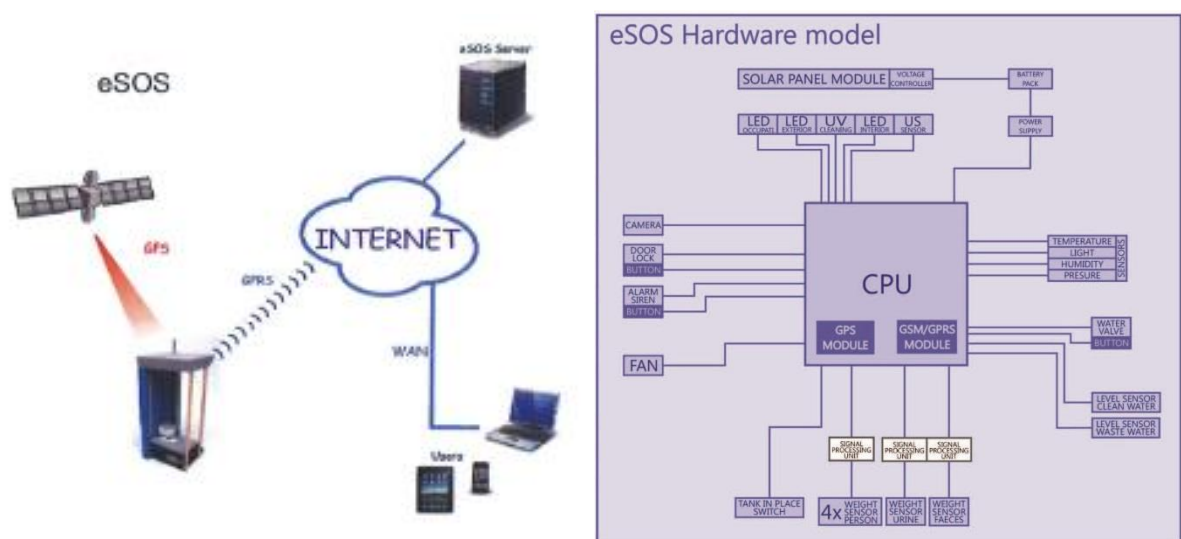 eSOS
eSOS Server
GPS
GPRS
INTERNET
WAN
Users
eSOS Hardware model
SOLAR PANEL MODULE
VOLTAGE
CONTROLLER
BATTERY
PACK
LED
OCCUPATI
LED
EXTERIOR
UV
CLEANING
LED
INTERIOR
US
SENSOR
POWER
SUPPLY
CAMERA
DOOR
LOCK
BUTTON
ALARM
SIREN
BUTTON
FAN
CPU
GPS
MODULE
GSM/GPRS
MODULE
TEMPERATURE
LIGHT
HUMIDITY
PRESURE
SENSORS
WATER
VALVE
BUTTON
LEVEL SENSOR
CLEAN WATER
LEVEL SENSOR
WASTE WATER
SIGNAL
PROCESSING
UNIT
SIGNAL
PROCESSING
UNIT
SIGNAL
PROCESSING
UNIT
TANK IN PLACE
SWITCH
4x
WEIGHT
SENSOR
PERSON
WEIGHT
SENSOR
URINE
WEIGHT
SENSOR
FAECES